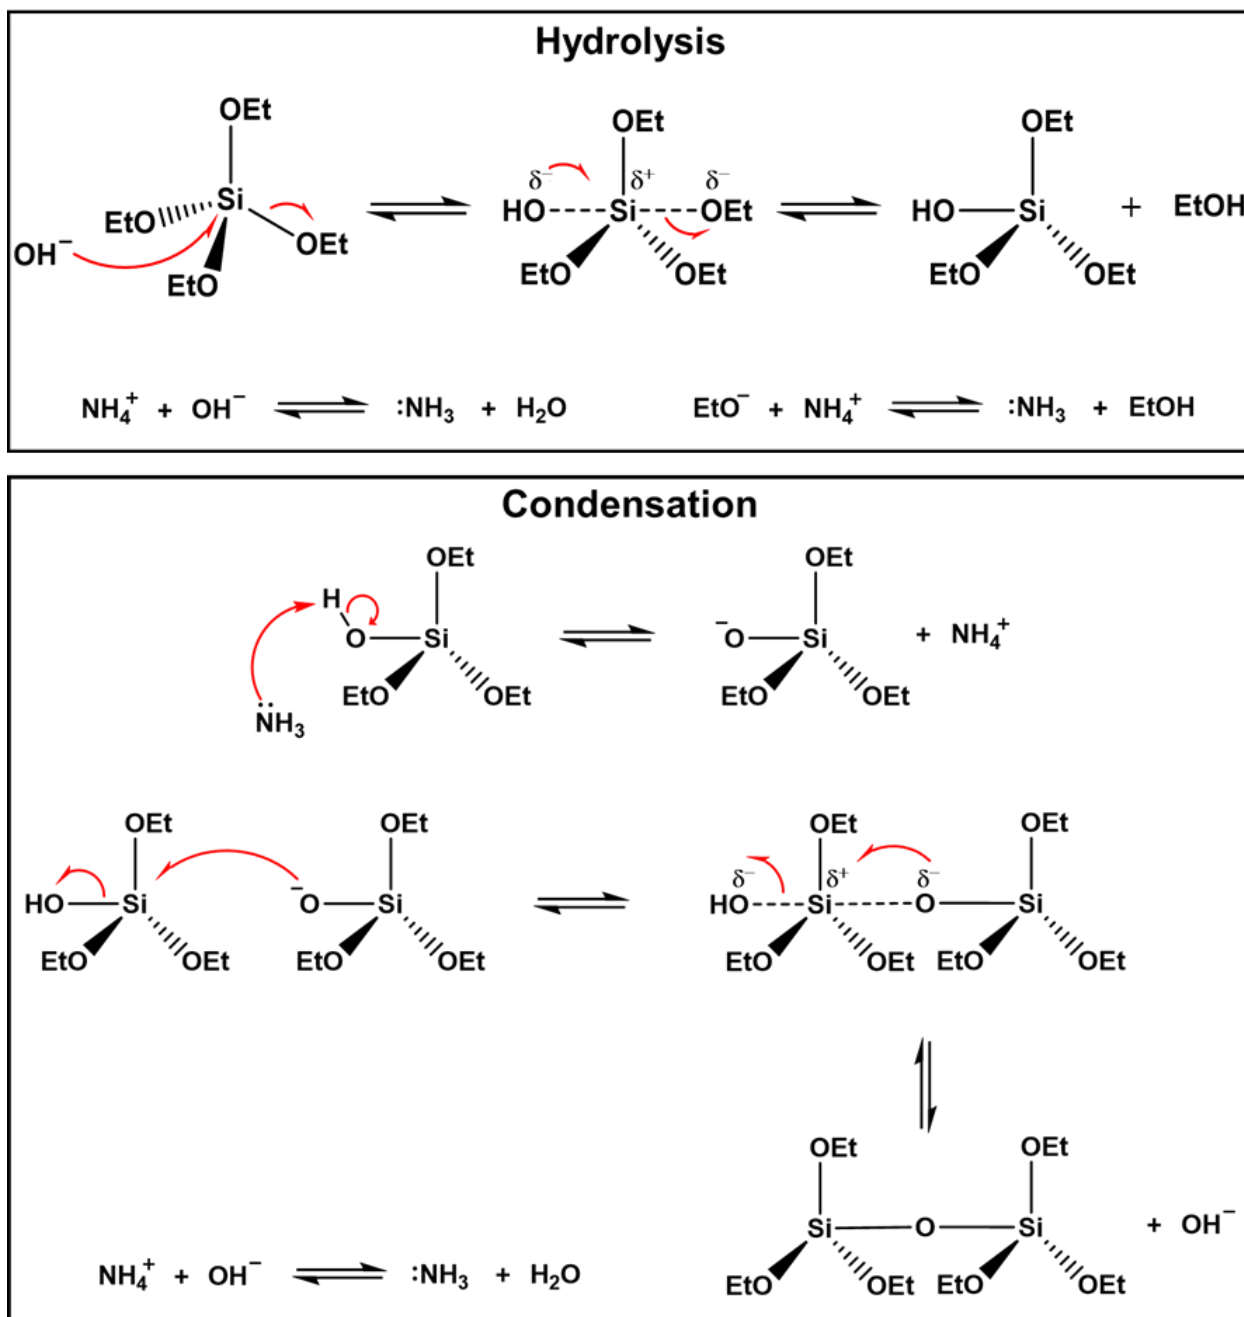 Hydrolysis
OEt
Si
EtO
OEt
EtO
OH⁻
OEt
δ⁻ δ⁺ δ⁻
HO Si OEt
EtO OEt
OEt
HO Si
EtO OEt
+ EtOH
NH₄⁺ + OH⁻ ⇌ :NH₃ + H₂O
EtO⁻ + NH₄⁺ ⇌ :NH₃ + EtOH
Condensation
OEt
H
O Si
EtO OEt
N̈H₃
OEt
⁻O Si
EtO OEt
+ NH₄⁺
OEt
HO Si
EtO OEt
OEt
⁻O Si
EtO OEt
OEt OEt
δ⁻ δ⁺ δ⁻
HO Si O Si
EtO OEt EtO OEt
OEt OEt
Si O Si + OH⁻
EtO OEt EtO OEt
NH₄⁺ + OH⁻ ⇌ :NH₃ + H₂O